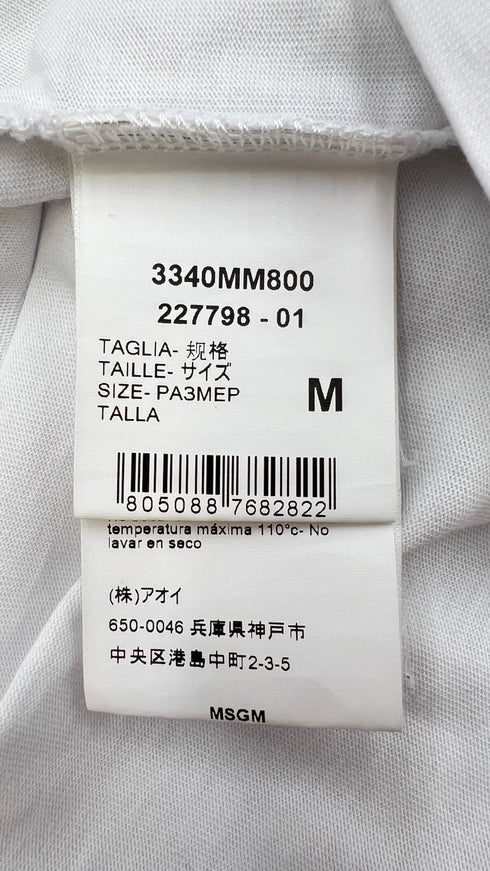 3340MM800
227798 - 01
TAGLIA- 规格
TAILLE- サイズ
SIZE- РАЗМЕР
TALLA
M
805088 7682822
temperatura máxima 110°c- No
lavar en seco
(株)アオイ
650-0046 兵庫県神戸市
中央区港島中町2-3-5
MSGM